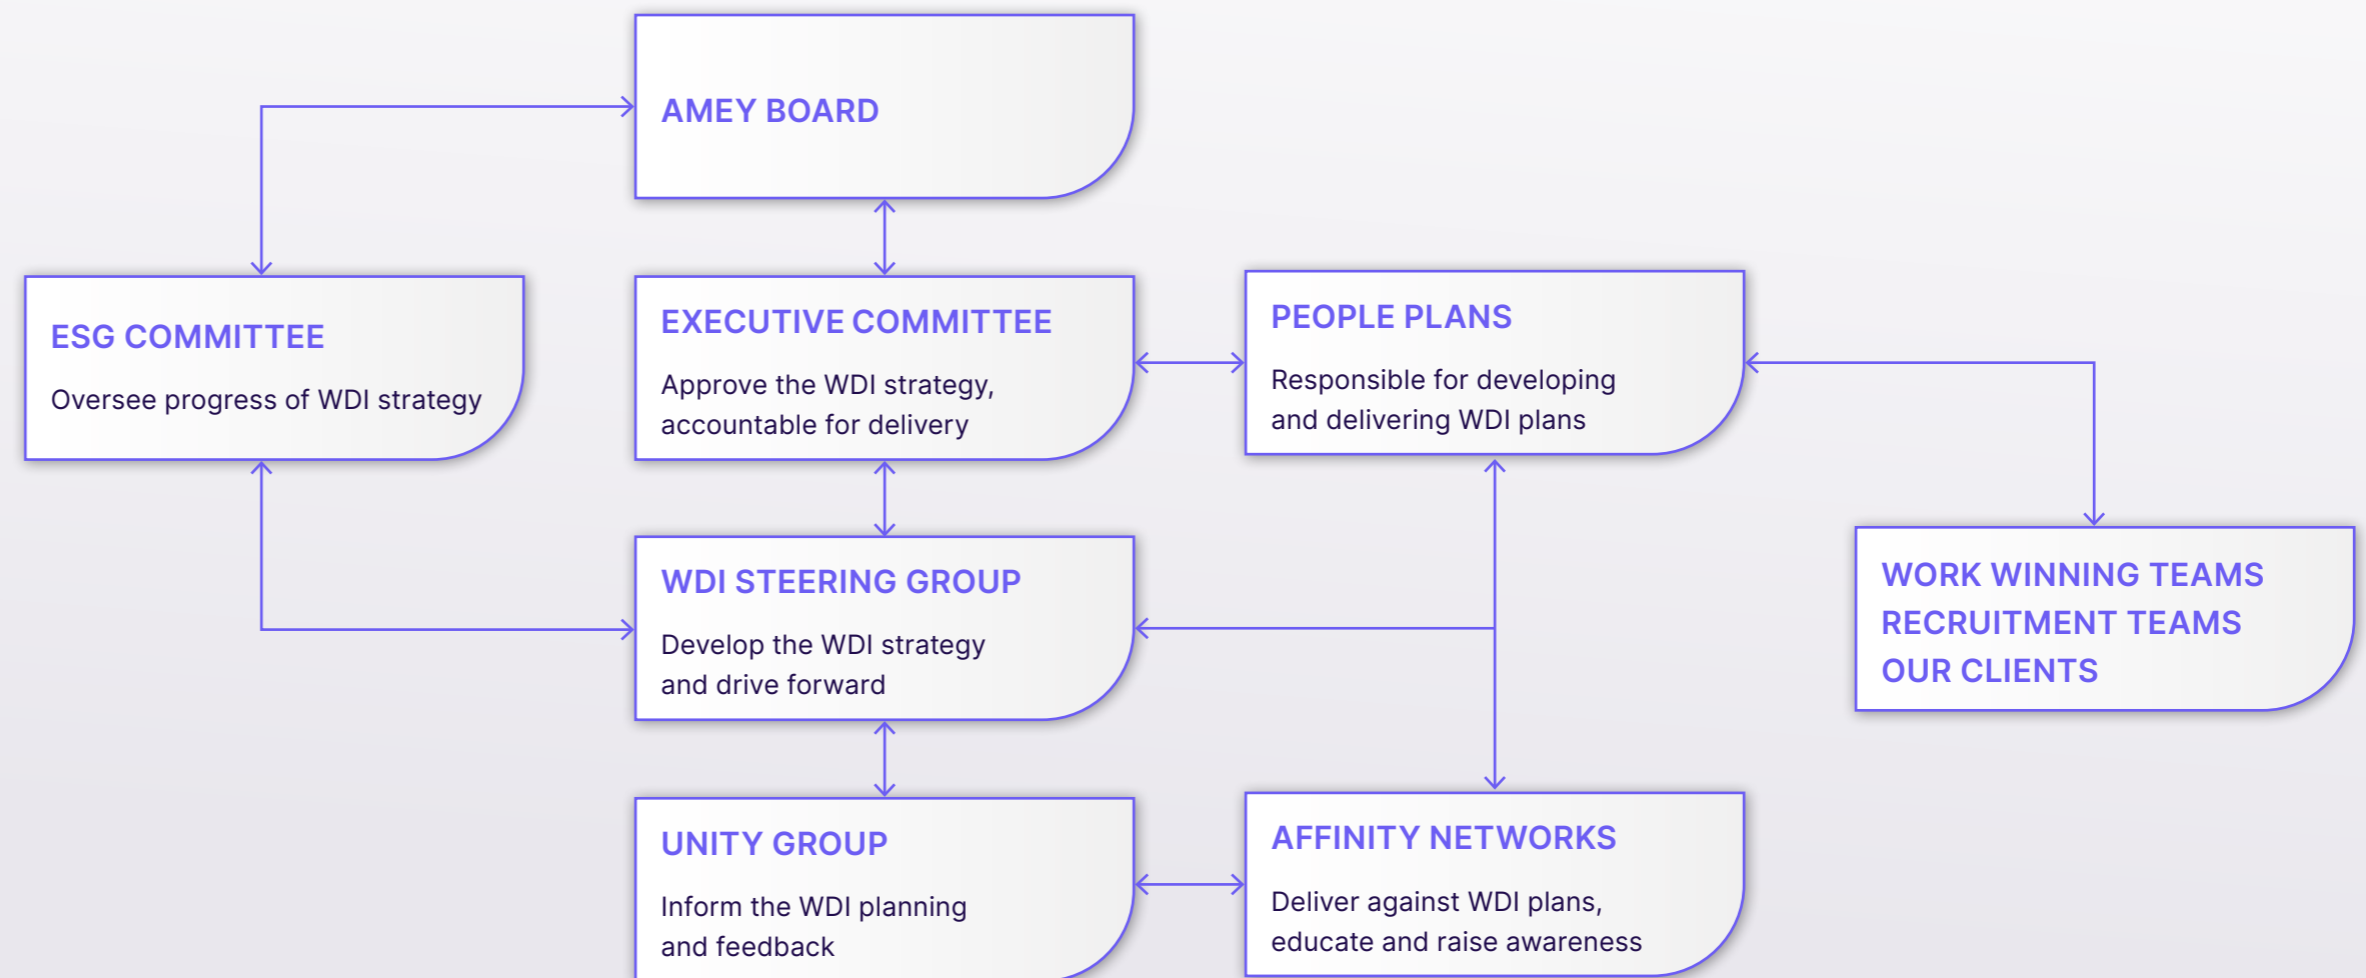 AMEY BOARD
ESG COMMITTEE
Oversee progress of WDI strategy
EXECUTIVE COMMITTEE
Approve the WDI strategy,
accountable for delivery
PEOPLE PLANS
Responsible for developing
and delivering WDI plans
WDI STEERING GROUP
Develop the WDI strategy
and drive forward
WORK WINNING TEAMS
RECRUITMENT TEAMS
OUR CLIENTS
UNITY GROUP
Inform the WDI planning
and feedback
AFFINITY NETWORKS
Deliver against WDI plans,
educate and raise awareness